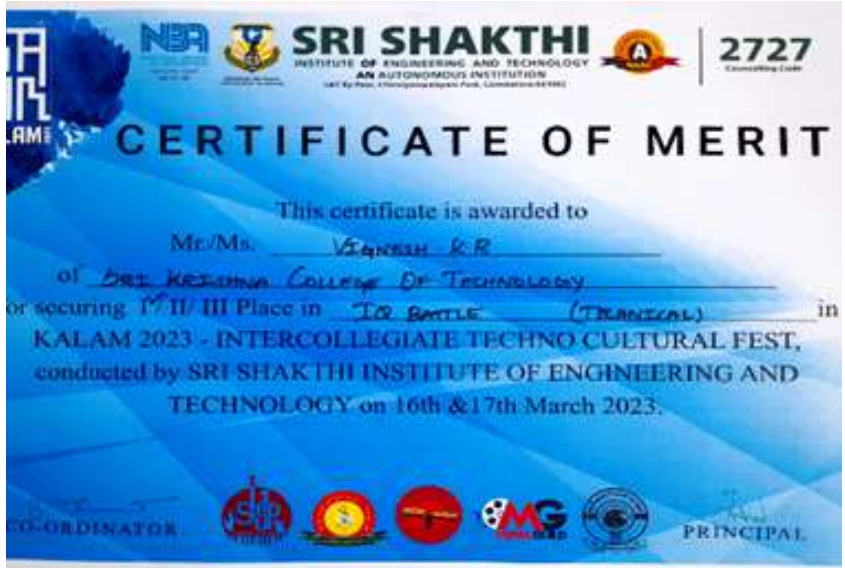 NBA SRI SHAKTHI
INSTITUTE OF ENGINEERING AND TECHNOLOGY
AN AUTONOMOUS INSTITUTION
A
2727
Counselling Code
CERTIFICATE OF MERIT
This certificate is awarded to
Mr./Ms. VIGNESH K R
of SRI KRISHNA COLLEGE OF TECHNOLOGY
or securing I / II / III Place in IQ BATTLE (TECHNICAL) in
KALAM 2023 - INTERCOLLEGIATE TECHNO CULTURAL FEST,
conducted by SRI SHAKTHI INSTITUTE OF ENGINEERING AND
TECHNOLOGY on 16th &17th March 2023.
CO-ORDINATOR
MG
PRINCIPAL